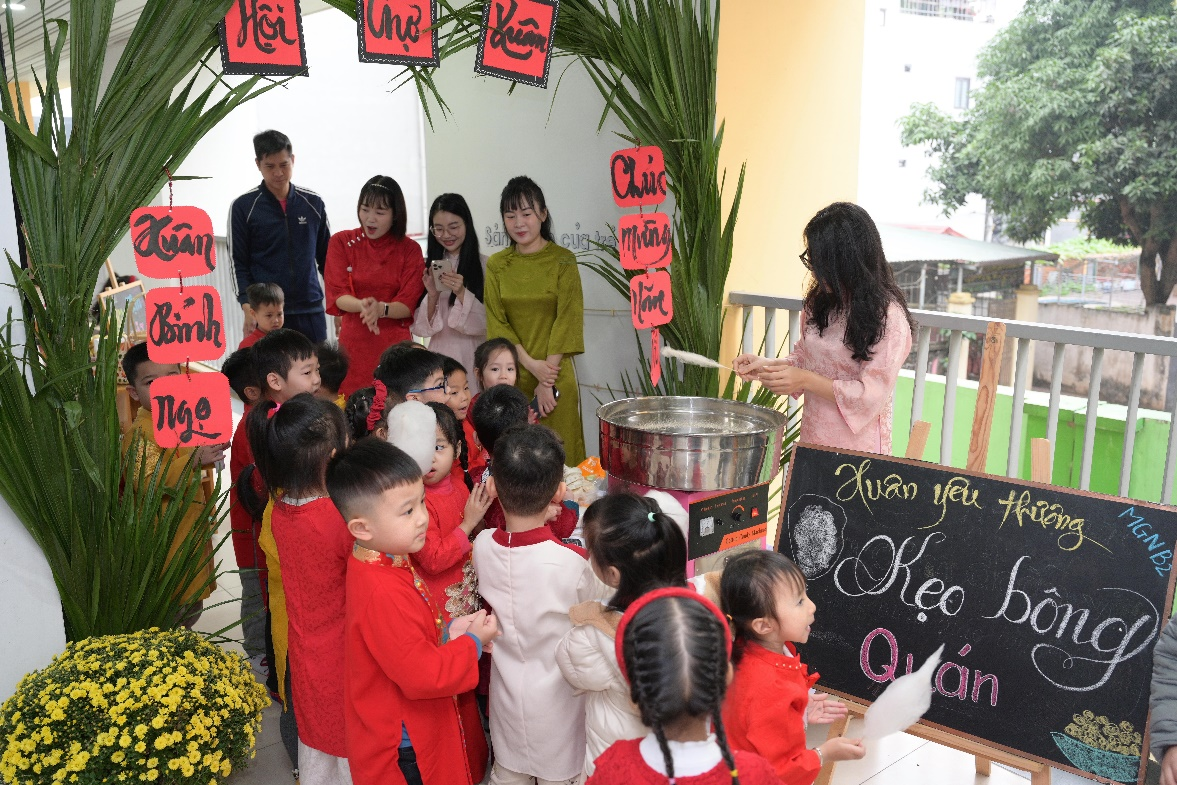 Hội Chợ Xuân
Xuân
Bính
Ngọ
Chúc
Mừng
Năm
Xuân yêu thương
MGNB2
Kẹo bông
Quán